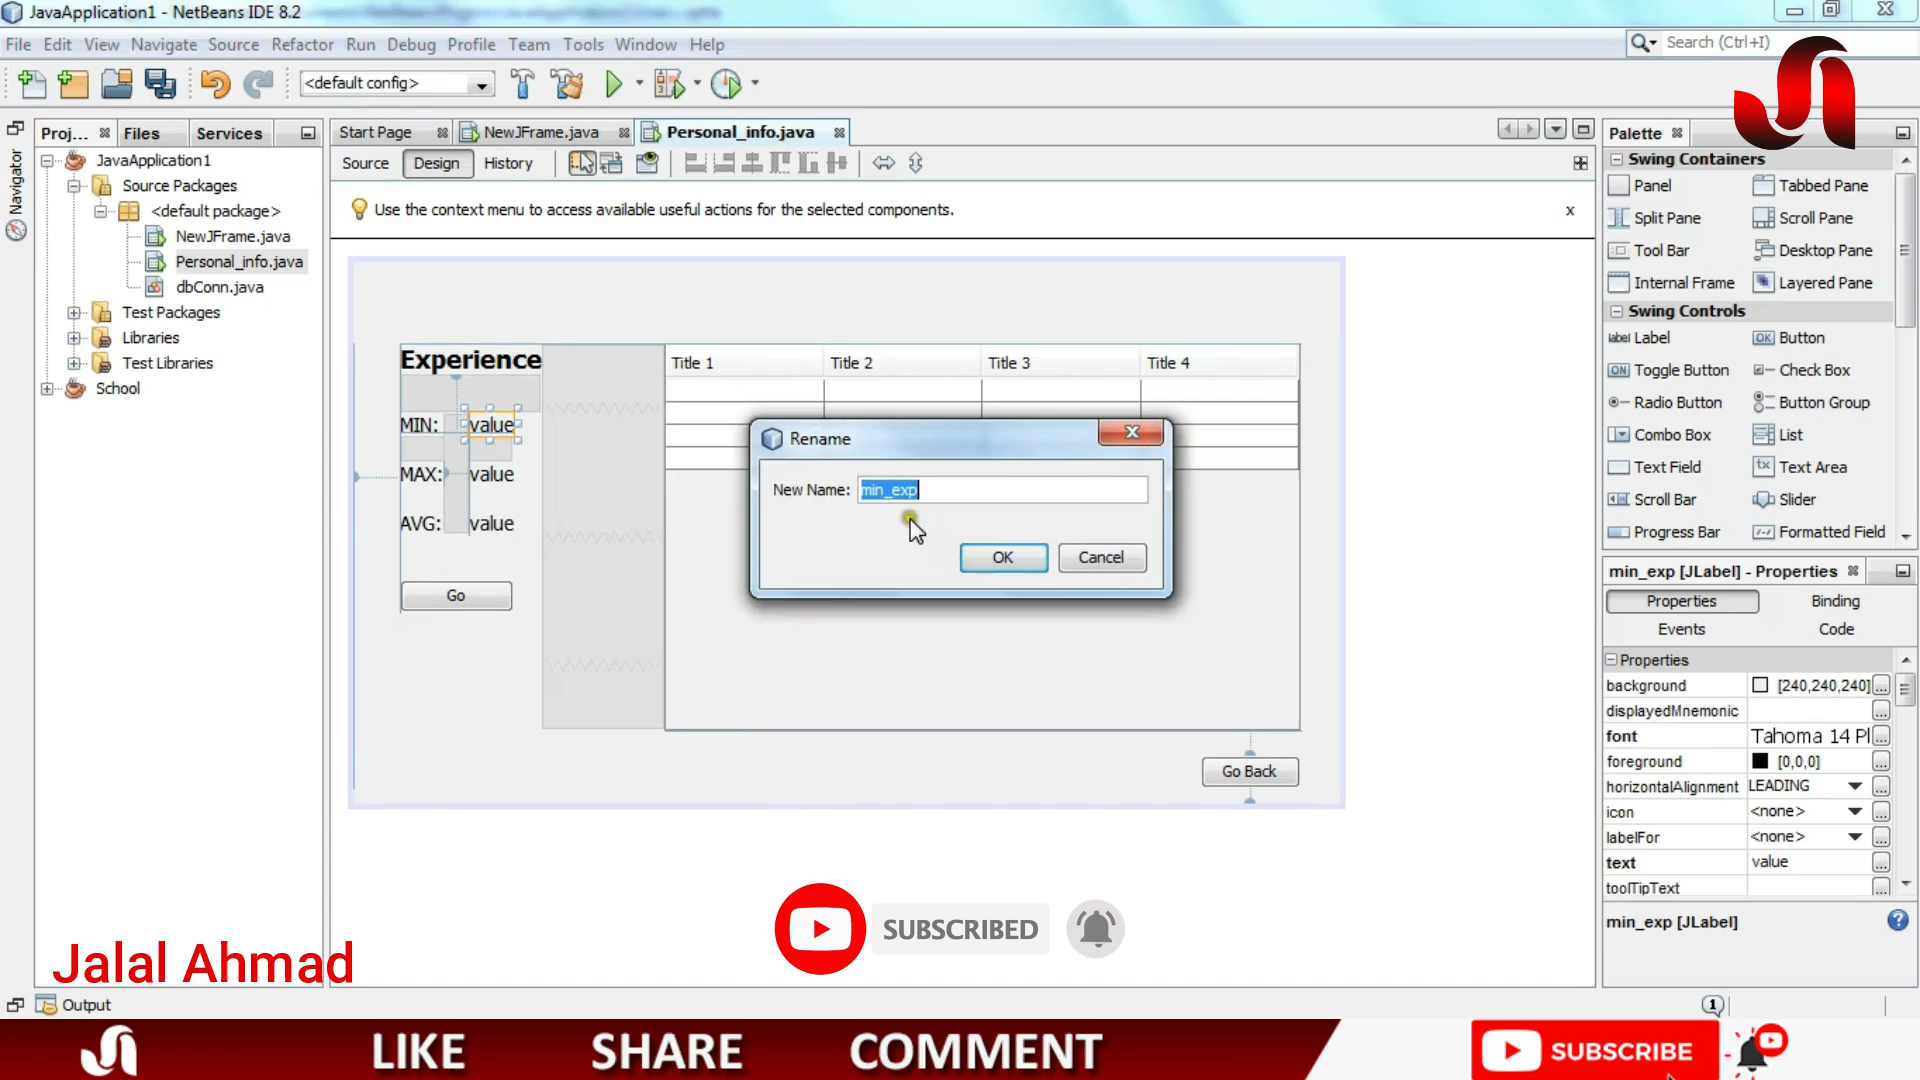 JavaApplication1 - NetBeans IDE 8.2
File Edit View Navigate Source Refactor Run Debug Profile Team Tools Window Help
Search (Ctrl+I)
<default config>
Proj... Files Services
Start Page NewJFrame.java Personal_info.java
Palette
Navigator
Source Design History
Use the context menu to access available useful actions for the selected components.
x
JavaApplication1
Source Packages
<default package>
NewJFrame.java
Personal_info.java
dbConn.java
Test Packages
Libraries
Test Libraries
School
Experience
Title 1 Title 2 Title 3 Title 4
MIN: value
MAX: value
AVG: value
Go
Go Back
Rename
New Name: min_exp
OK Cancel
Swing Containers
Panel Tabbed Pane
Split Pane Scroll Pane
Tool Bar Desktop Pane
Internal Frame Layered Pane
Swing Controls
label Label OK Button
ON Toggle Button Check Box
Radio Button Button Group
Combo Box List
Text Field tx Text Area
Scroll Bar Slider
Progress Bar Formatted Field
min_exp [JLabel] - Properties
Properties Binding
Events Code
Properties
background [240,240,240] ...
displayedMnemonic ...
font Tahoma 14 Pl ...
foreground [0,0,0] ...
horizontalAlignment LEADING ...
icon <none> ...
labelFor <none> ...
text value ...
toolTipText ...
min_exp [JLabel]
?
SUBSCRIBED
Jalal Ahmad
Output
1
LIKE SHARE COMMENT
SUBSCRIBE